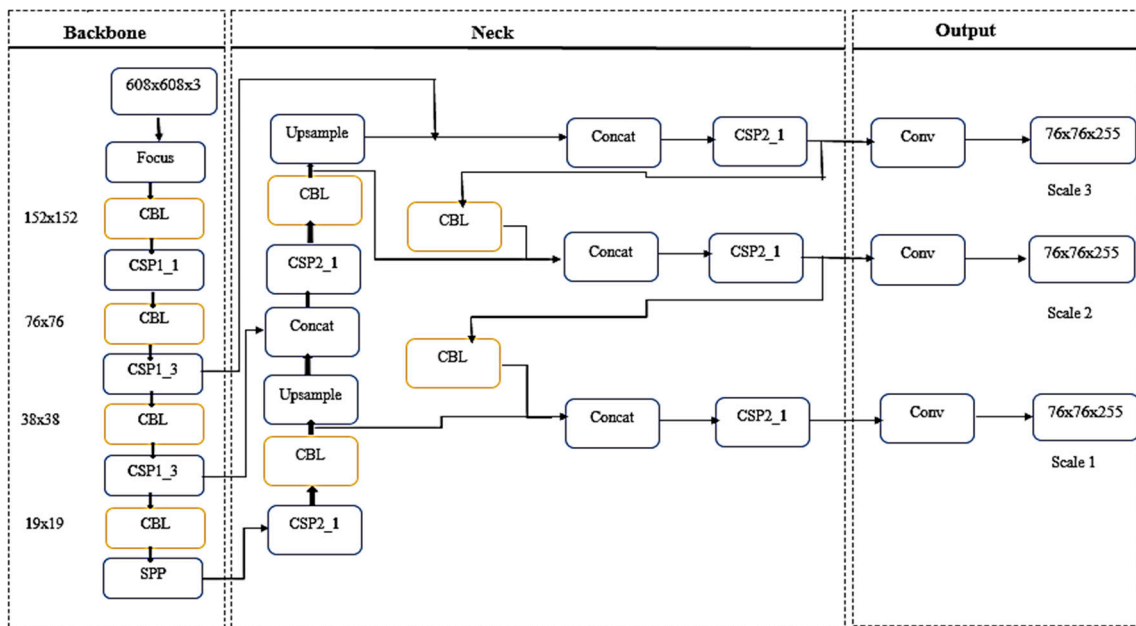 Backbone
Neck
Output
608x608x3
Focus
CBL
152x152
CSP1_1
CBL
76x76
CSP1_3
CBL
38x38
CSP1_3
CBL
19x19
SPP
Upsample
CBL
CSP2_1
Concat
Upsample
CBL
CSP2_1
Concat
CSP2_1
CBL
Concat
CSP2_1
CBL
Concat
CSP2_1
Conv
76x76x255
Scale 3
Conv
76x76x255
Scale 2
Conv
76x76x255
Scale 1